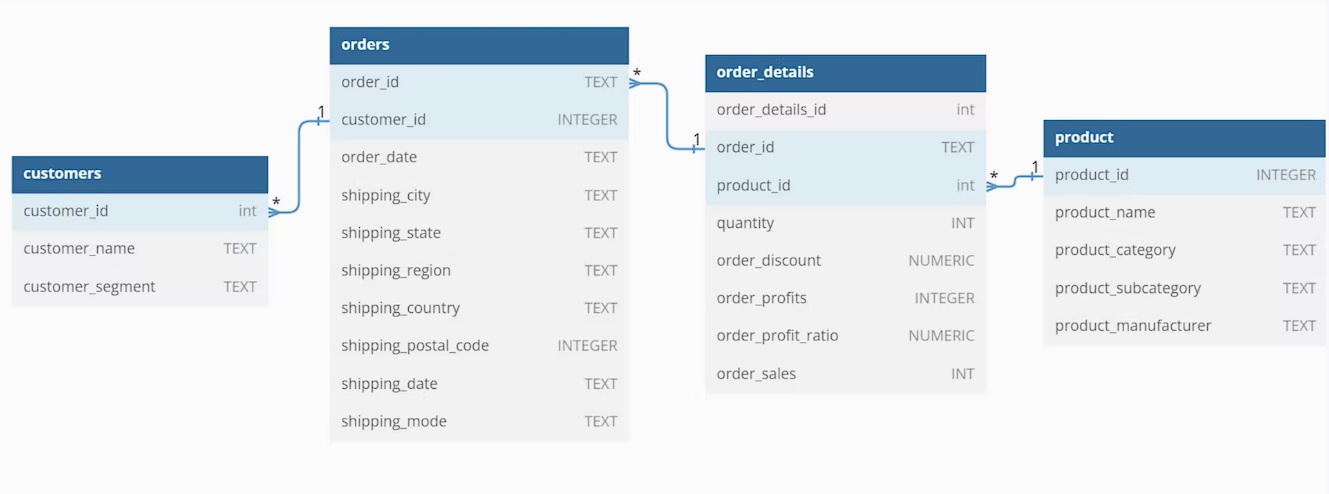 customers
customer_id int
customer_name TEXT
customer_segment TEXT
*
1
orders
order_id TEXT
customer_id INTEGER
order_date TEXT
shipping_city TEXT
shipping_state TEXT
shipping_region TEXT
shipping_country TEXT
shipping_postal_code INTEGER
shipping_date TEXT
shipping_mode TEXT
*
1
order_details
order_details_id int
order_id TEXT
product_id int
quantity INT
order_discount NUMERIC
order_profits INTEGER
order_profit_ratio NUMERIC
order_sales INT
*
1
product
product_id INTEGER
product_name TEXT
product_category TEXT
product_subcategory TEXT
product_manufacturer TEXT